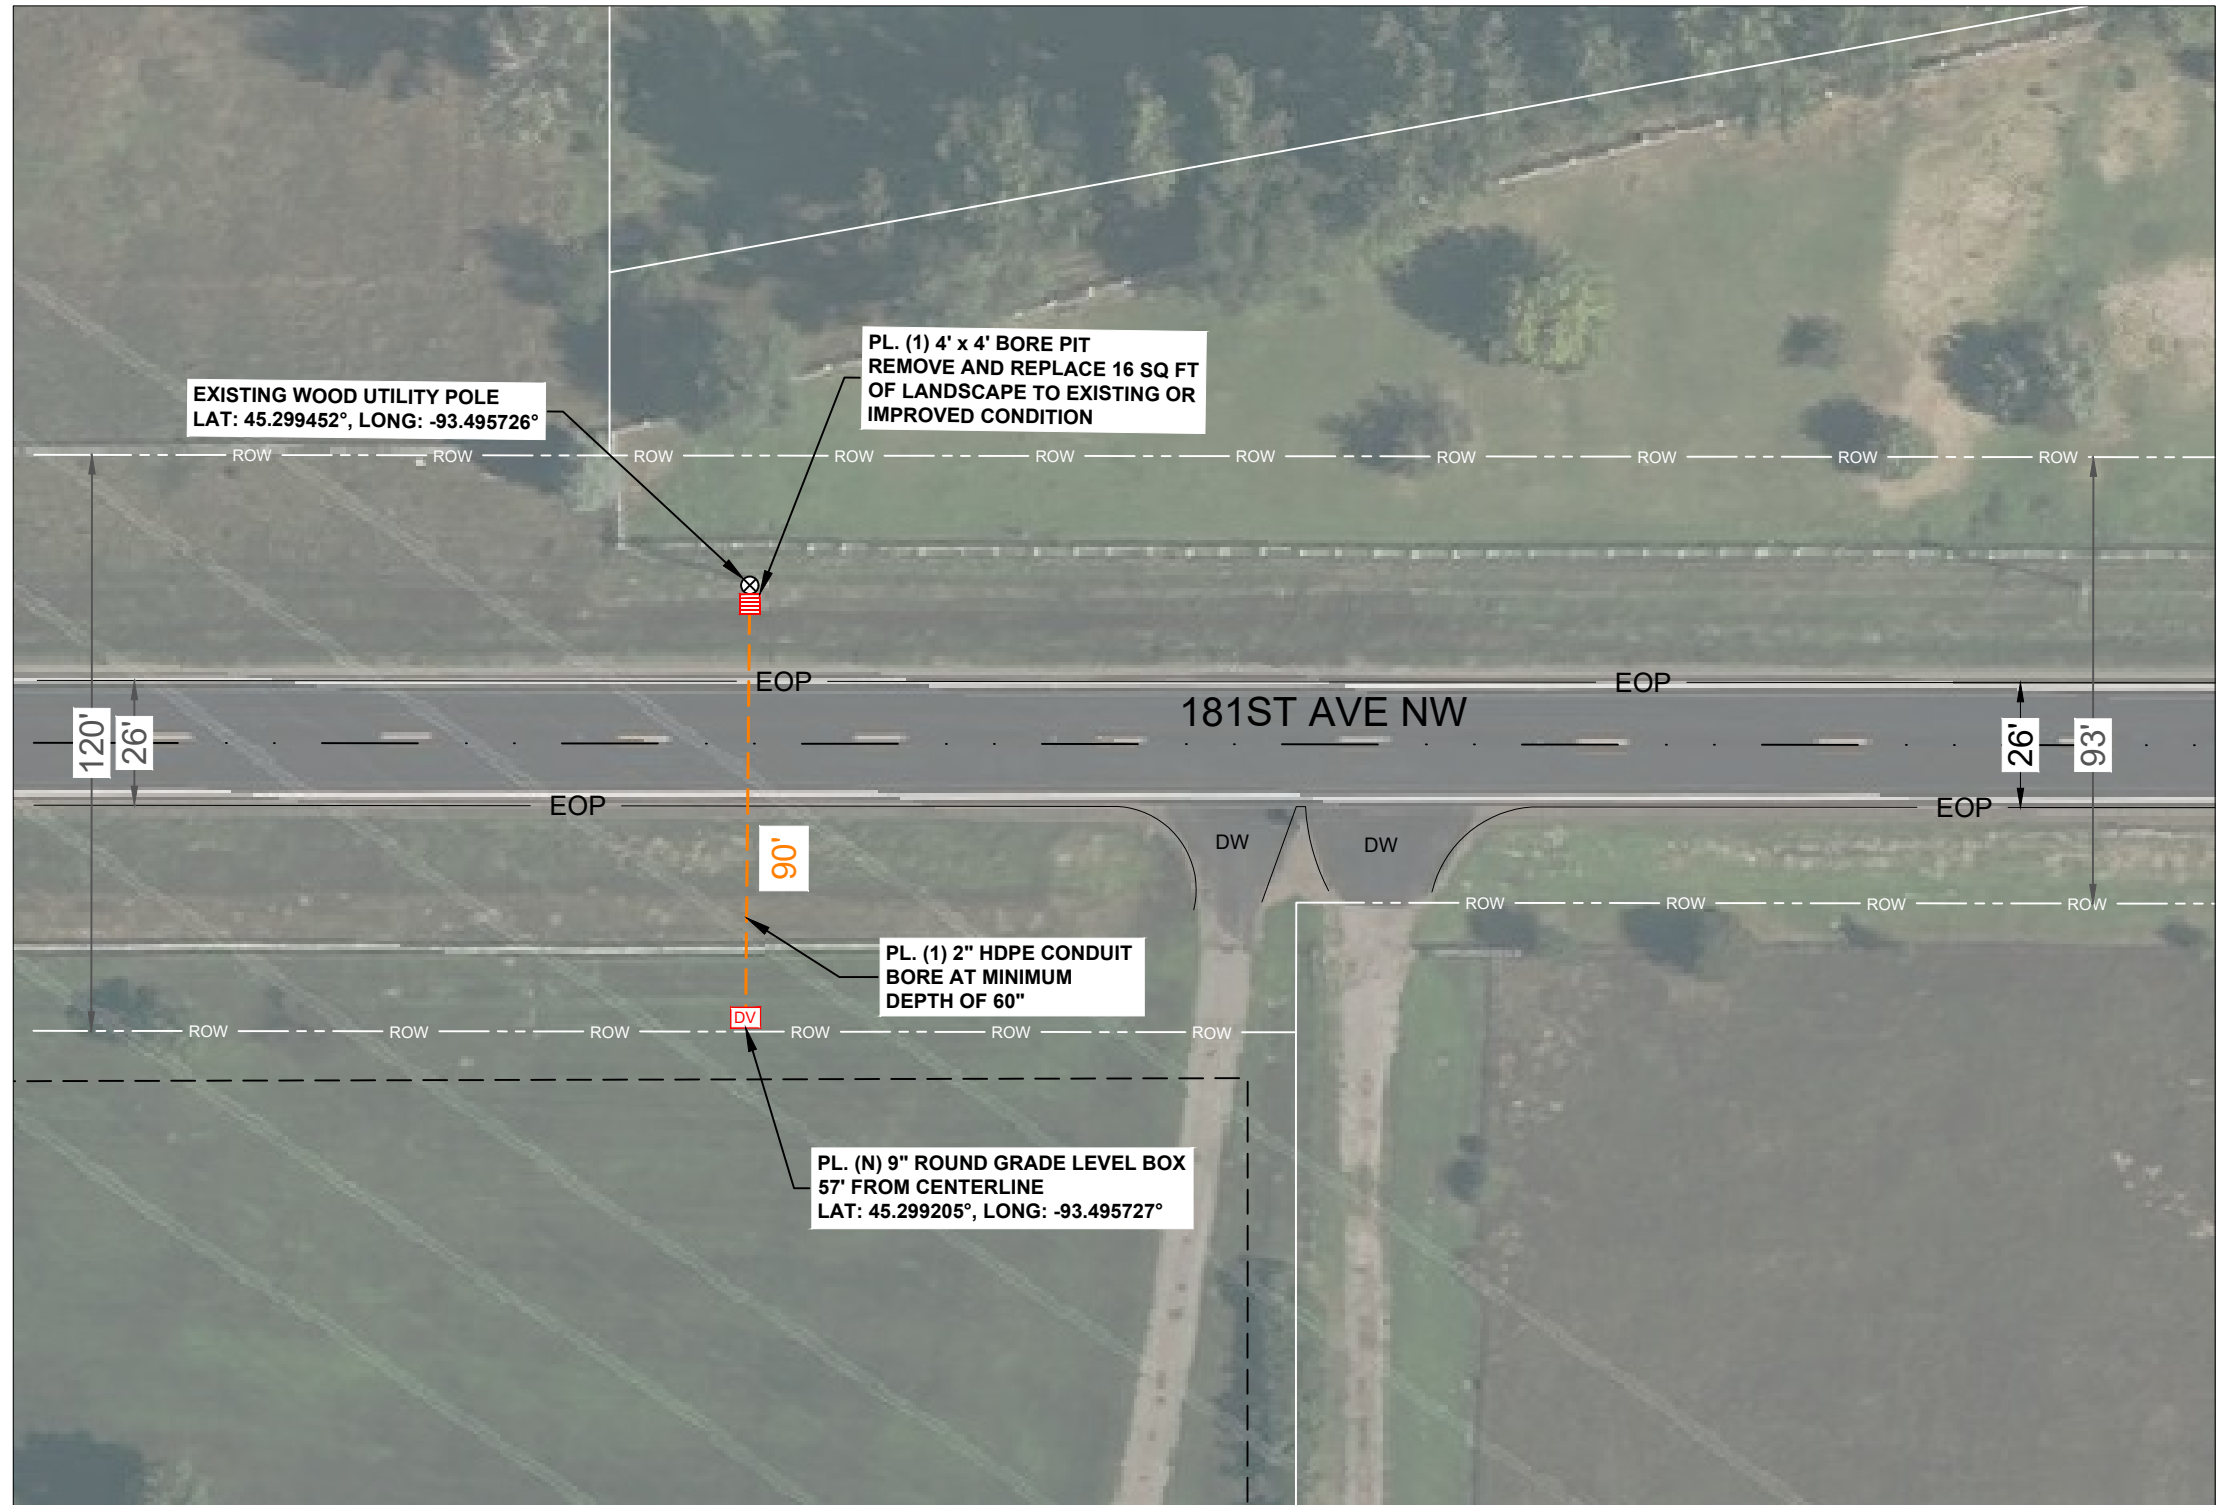 PL. (1) 4' x 4' BORE PIT
REMOVE AND REPLACE 16 SQ FT
OF LANDSCAPE TO EXISTING OR
IMPROVED CONDITION
EXISTING WOOD UTILITY POLE
LAT: 45.299452°, LONG: -93.495726°
ROW ROW ROW ROW ROW ROW ROW ROW ROW ROW
EOP EOP
181ST AVE NW
120' 26' 26' 93'
EOP EOP
90'
DW DW
ROW ROW ROW ROW
PL. (1) 2" HDPE CONDUIT
BORE AT MINIMUM
DEPTH OF 60"
DV
ROW ROW ROW ROW ROW ROW
PL. (N) 9" ROUND GRADE LEVEL BOX
57' FROM CENTERLINE
LAT: 45.299205°, LONG: -93.495727°